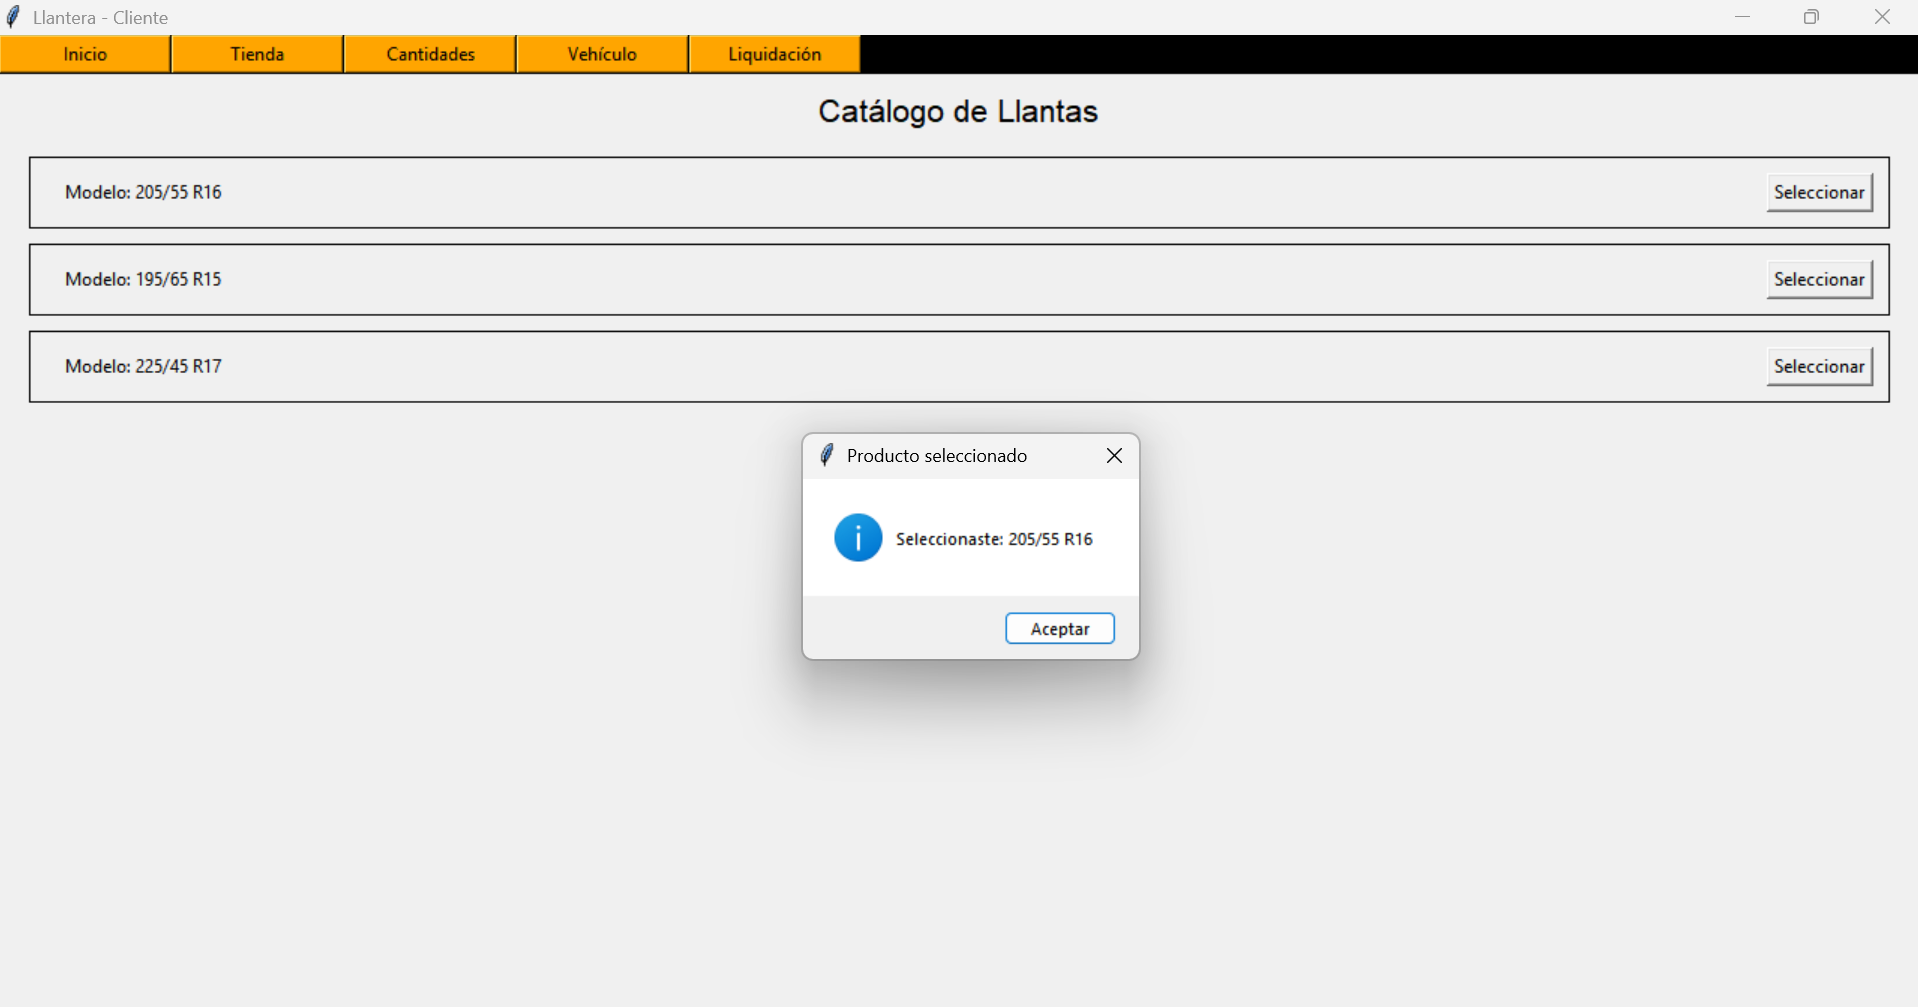 Llantera - Cliente
Inicio Tienda Cantidades Vehículo Liquidación
Catálogo de Llantas
Modelo: 205/55 R16 Seleccionar
Modelo: 195/65 R15 Seleccionar
Modelo: 225/45 R17 Seleccionar
Producto seleccionado
Seleccionaste: 205/55 R16
Aceptar